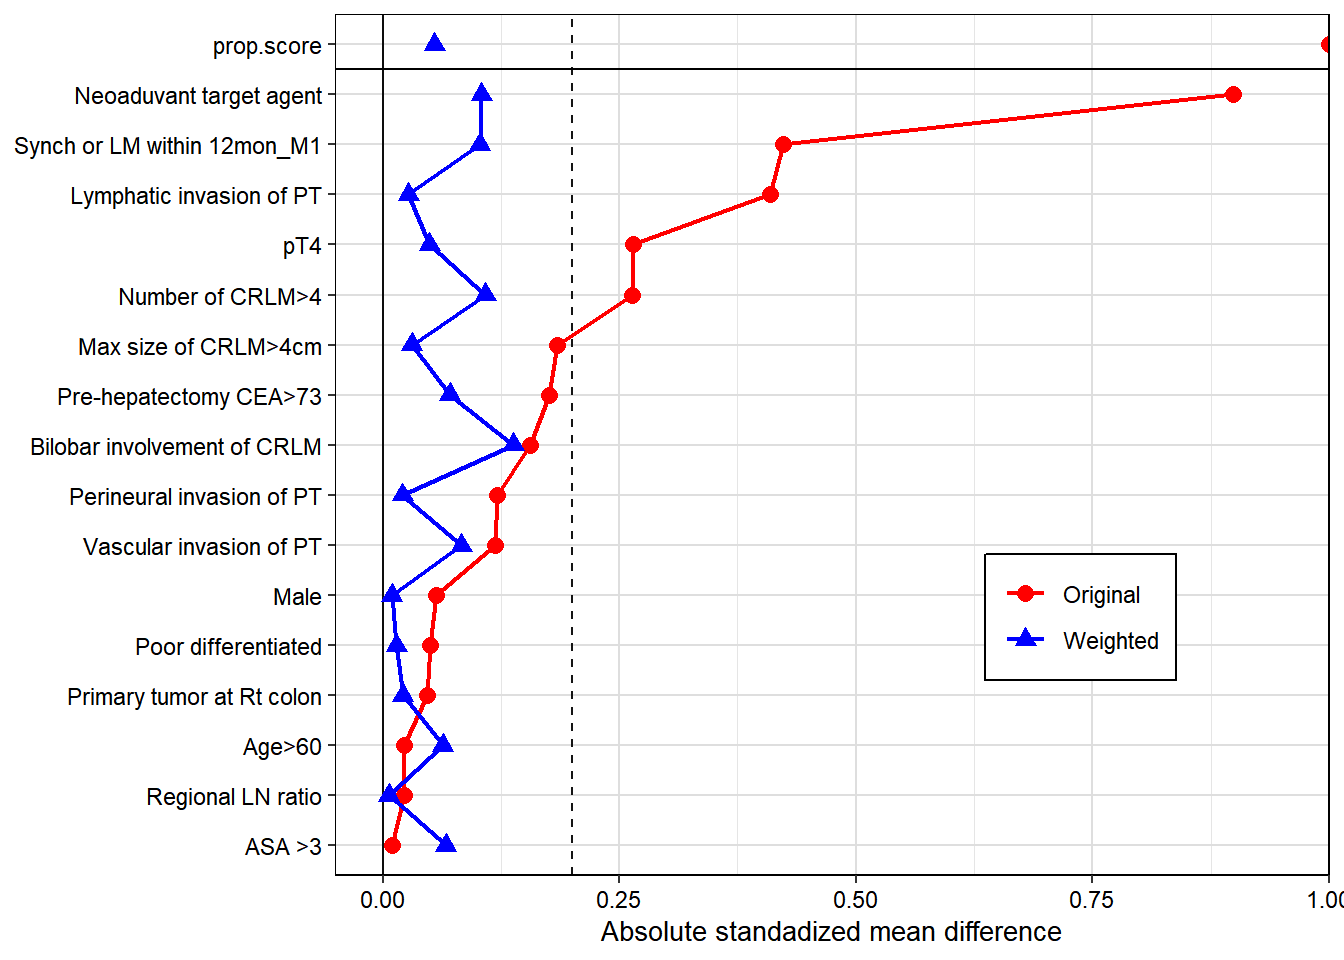 prop.score
Neoaduvant target agent
Synch or LM within 12mon_M1
Lymphatic invasion of PT
pT4
Number of CRLM>4
Max size of CRLM>4cm
Pre-hepatectomy CEA>73
Bilobar involvement of CRLM
Perineural invasion of PT
Vascular invasion of PT
Male
Poor differentiated
Primary tumor at Rt colon
Age>60
Regional LN ratio
ASA >3
Original
Weighted
0.00 0.25 0.50 0.75 1.00
Absolute standadized mean difference